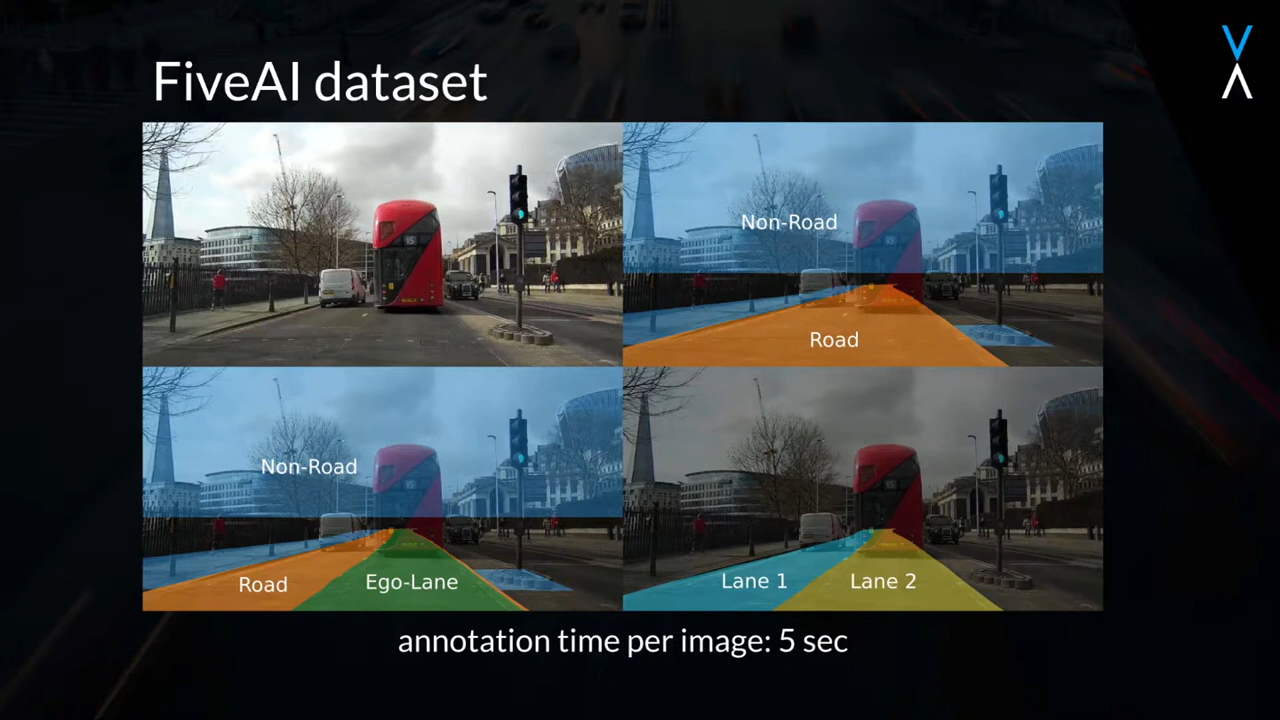 FiveAI dataset
Non-Road
Road
Non-Road
Road
Ego-Lane
Lane 1
Lane 2
annotation time per image: 5 sec